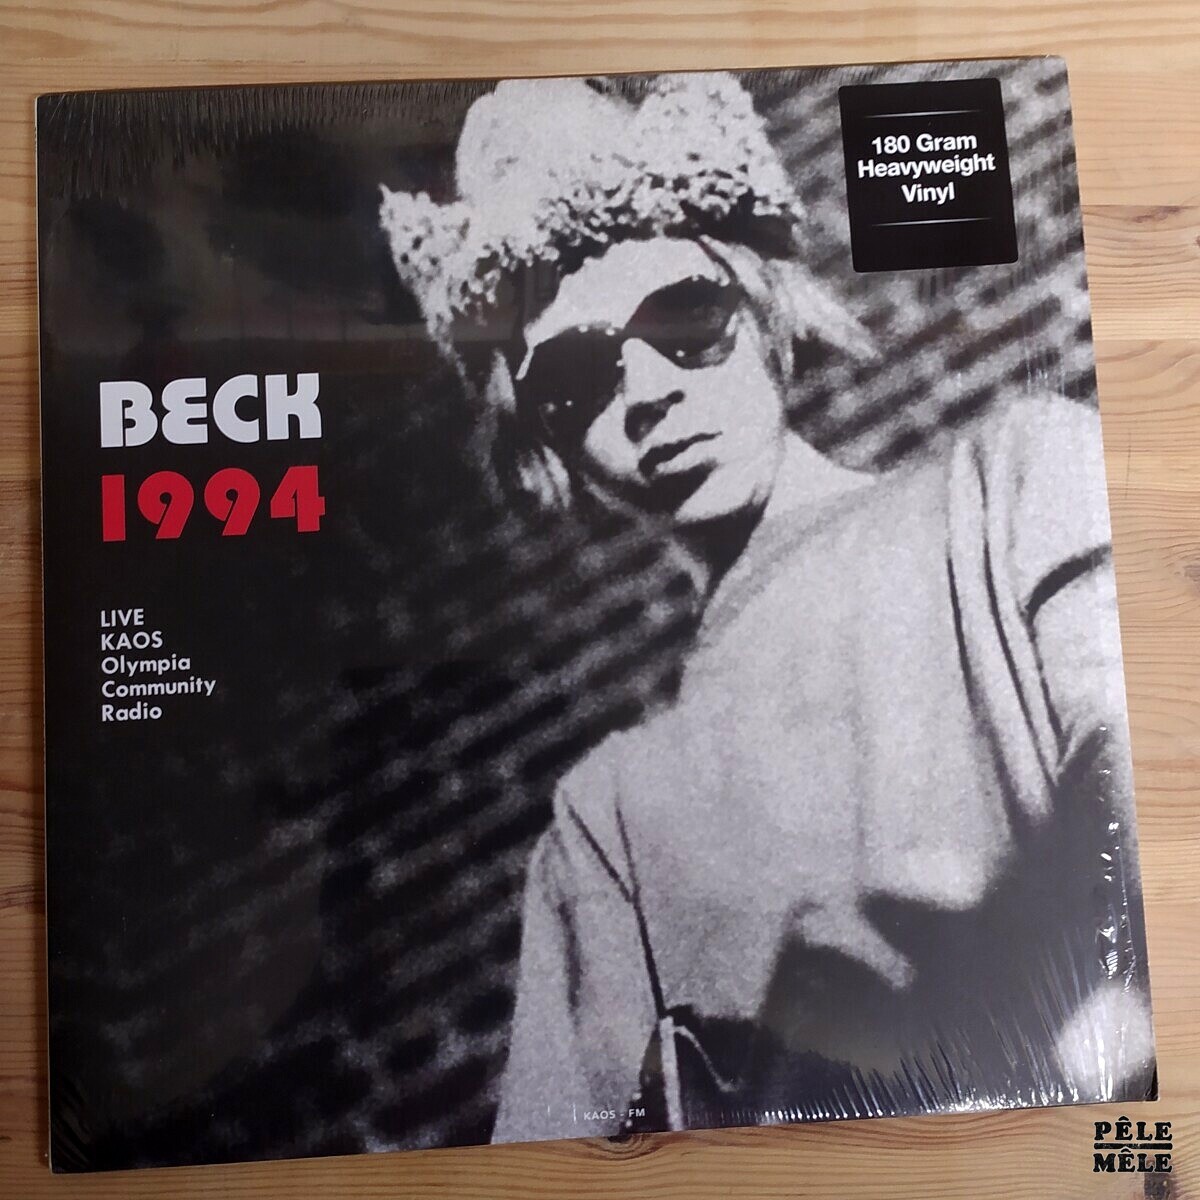 180 Gram
Heavyweight
Vinyl
BECK
1994
LIVE
KAOS
Olympia
Community
Radio
KAOS - FM
PÊLE
MÊLE